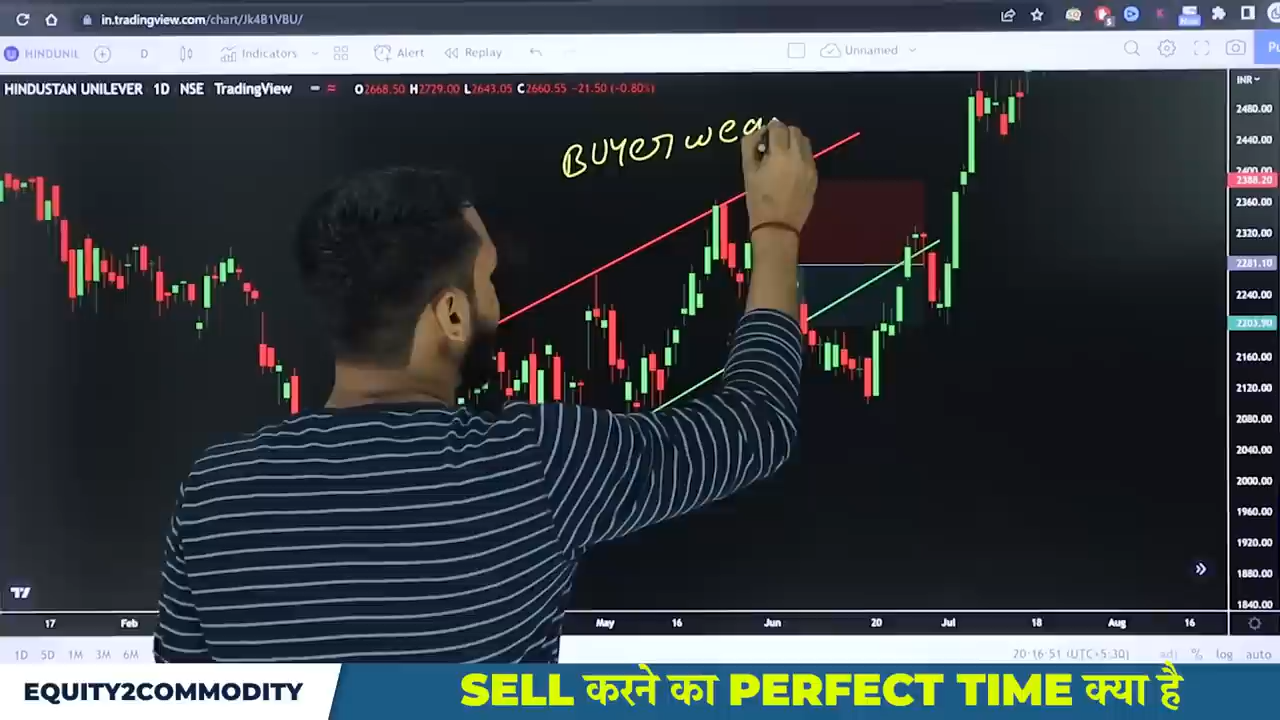 in.tradingview.com/chart/Jk4B1VBU/
HINDUNIL
D
Indicators
Alert
Replay
Unnamed
HINDUSTAN UNILEVER 1D NSE TradingView O2668.50 H2729.00 L2643.05 C2660.55 -21.50 (-0.80%)
INR
BUYER wea
2480.00
2440.00
2400.00
2388.20
2360.00
2320.00
2281.10
2240.00
2203.90
2160.00
2120.00
2080.00
2040.00
2000.00
1960.00
1920.00
1880.00
1840.00
17 Feb May 16 Jun 20 Jul 18 Aug 16
1D 5D 1M 3M 6M 20:16:51 (UTC+5:30) adj % log auto
EQUITY2COMMODITY
SELL करने का PERFECT TIME क्या है